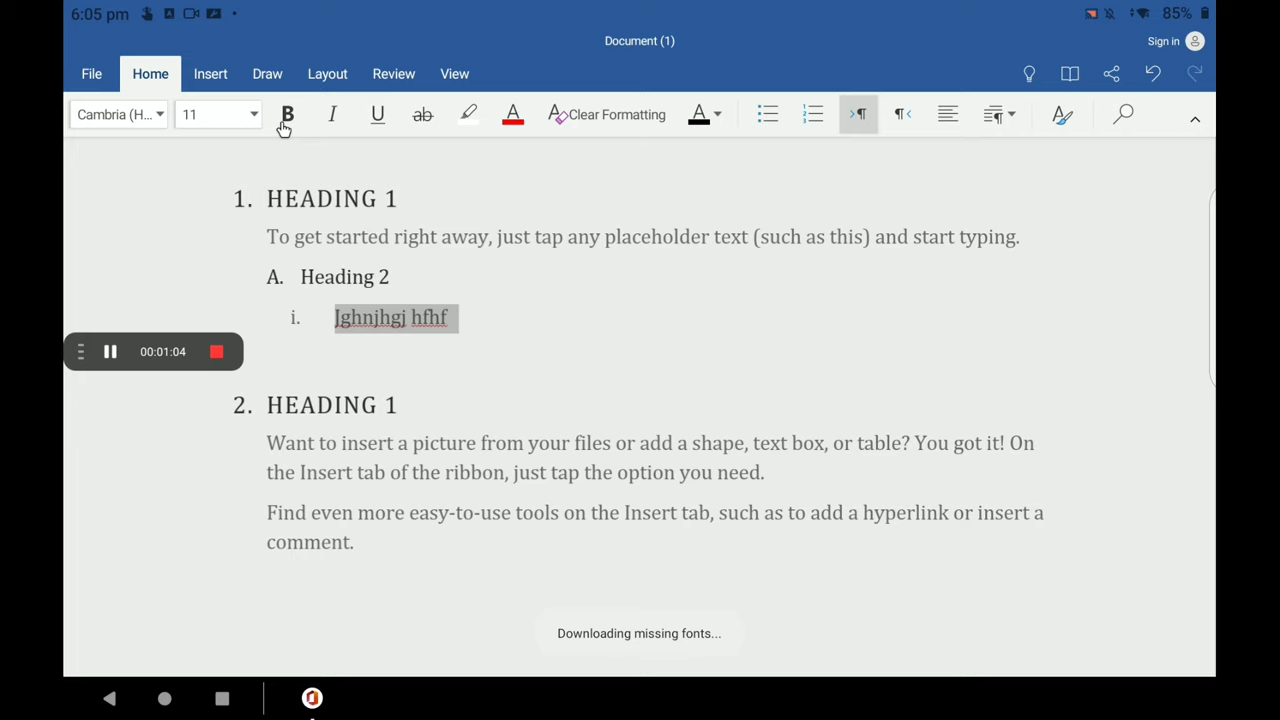 6:05 pm
85%
Document (1)
Sign in
File Home Insert Draw Layout Review View
Cambria (H... 11 B I U ab A Clear Formatting A
1. HEADING 1
To get started right away, just tap any placeholder text (such as this) and start typing.
A. Heading 2
i. Jghnjhgj hfhf
00:01:04
2. HEADING 1
Want to insert a picture from your files or add a shape, text box, or table? You got it! On
the Insert tab of the ribbon, just tap the option you need.
Find even more easy-to-use tools on the Insert tab, such as to add a hyperlink or insert a
comment.
Downloading missing fonts...